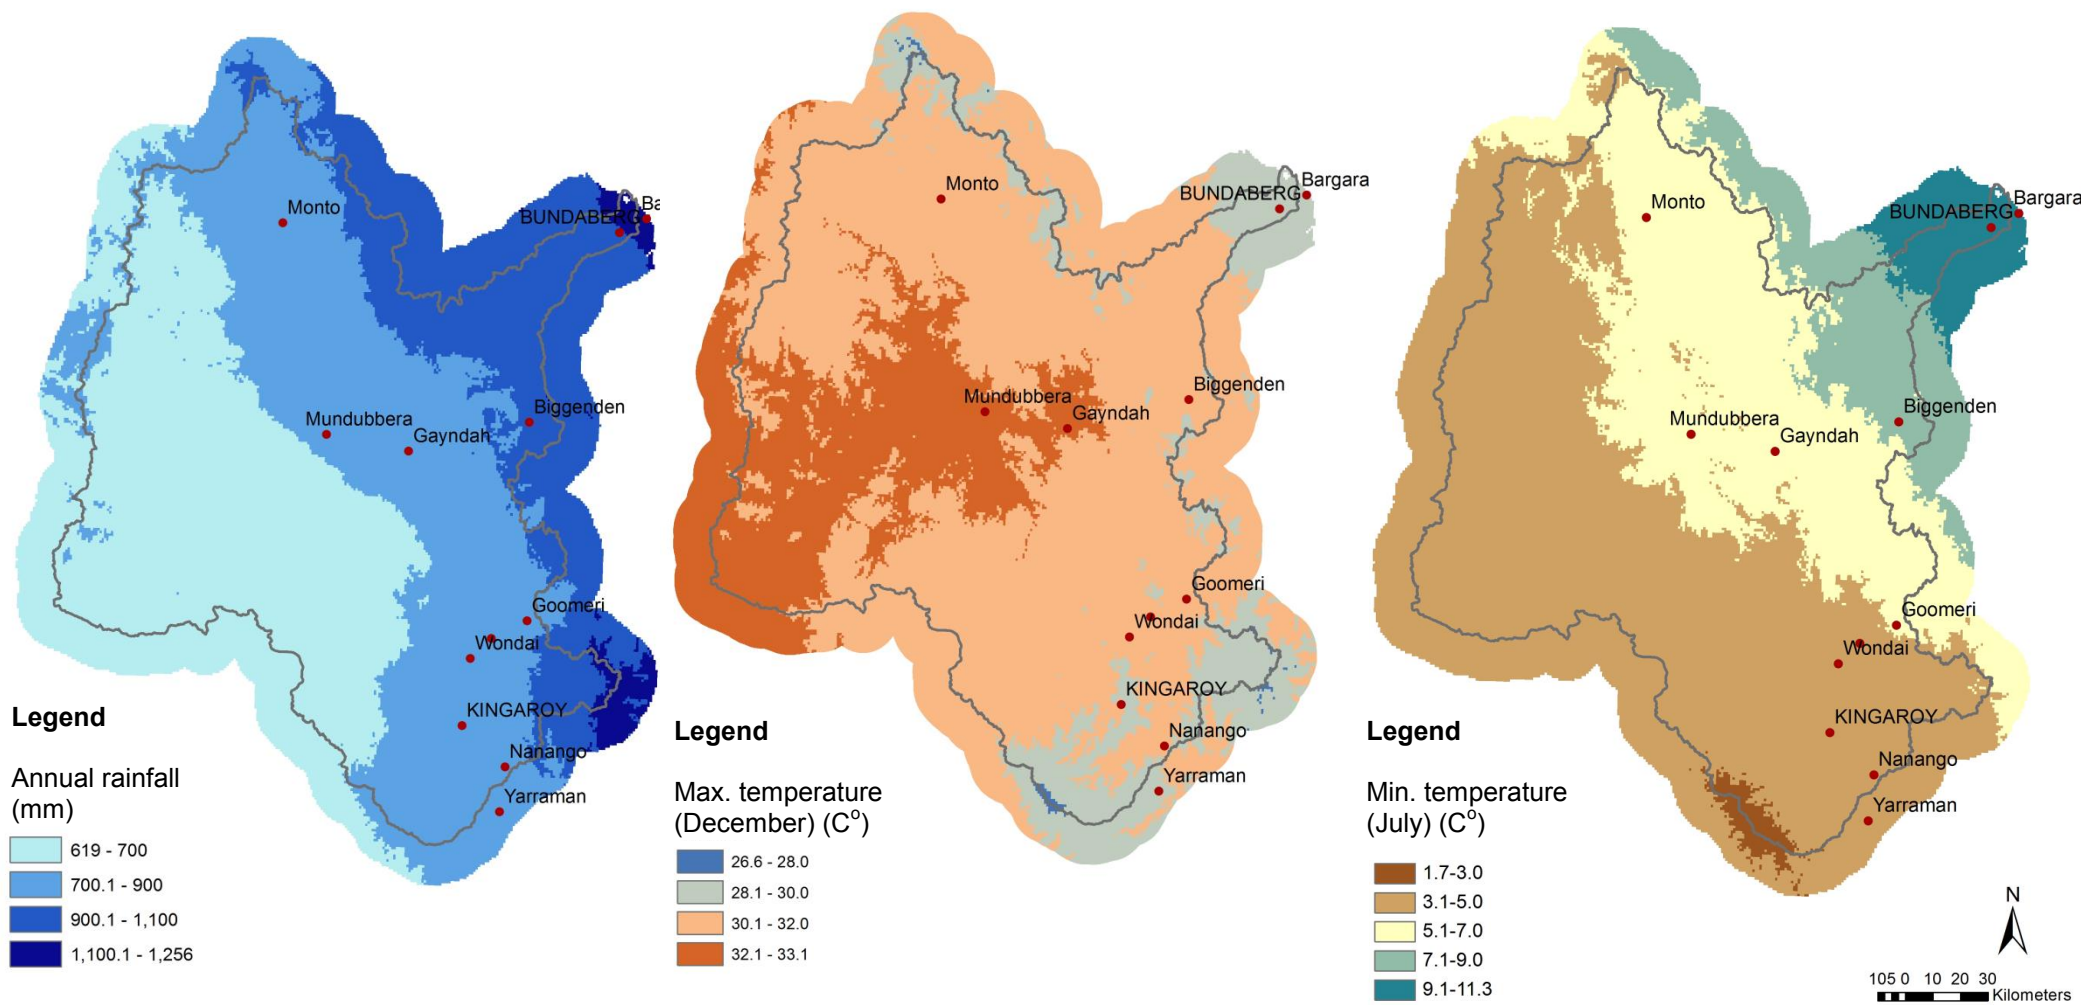 Monto
BUNDABERG
Ba
Mundubbera
Gayndah
Biggenden
Goomeri
Wondai
KINGAROY
Nanango
Yarraman
Legend
Annual rainfall
(mm)
619 - 700
700.1 - 900
900.1 - 1,100
1,100.1 - 1,256
Monto
BUNDABERG
Bargara
Mundubbera
Gayndah
Biggenden
Goomeri
Wondai
KINGAROY
Nanango
Yarraman
Legend
Max. temperature
(December) (C°)
26.6 - 28.0
28.1 - 30.0
30.1 - 32.0
32.1 - 33.1
Monto
BUNDABERG
Bargara
Mundubbera
Gayndah
Biggenden
Goomeri
Wondai
KINGAROY
Nanango
Yarraman
Legend
Min. temperature
(July) (C°)
1.7-3.0
3.1-5.0
5.1-7.0
7.1-9.0
9.1-11.3
N
105 0 10 20 30
Kilometers